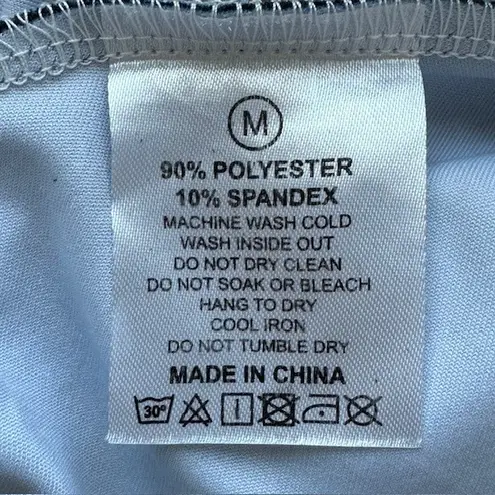 M
90% POLYESTER
10% SPANDEX
MACHINE WASH COLD
WASH INSIDE OUT
DO NOT DRY CLEAN
DO NOT SOAK OR BLEACH
HANG TO DRY
COOL IRON
DO NOT TUMBLE DRY
MADE IN CHINA
30°